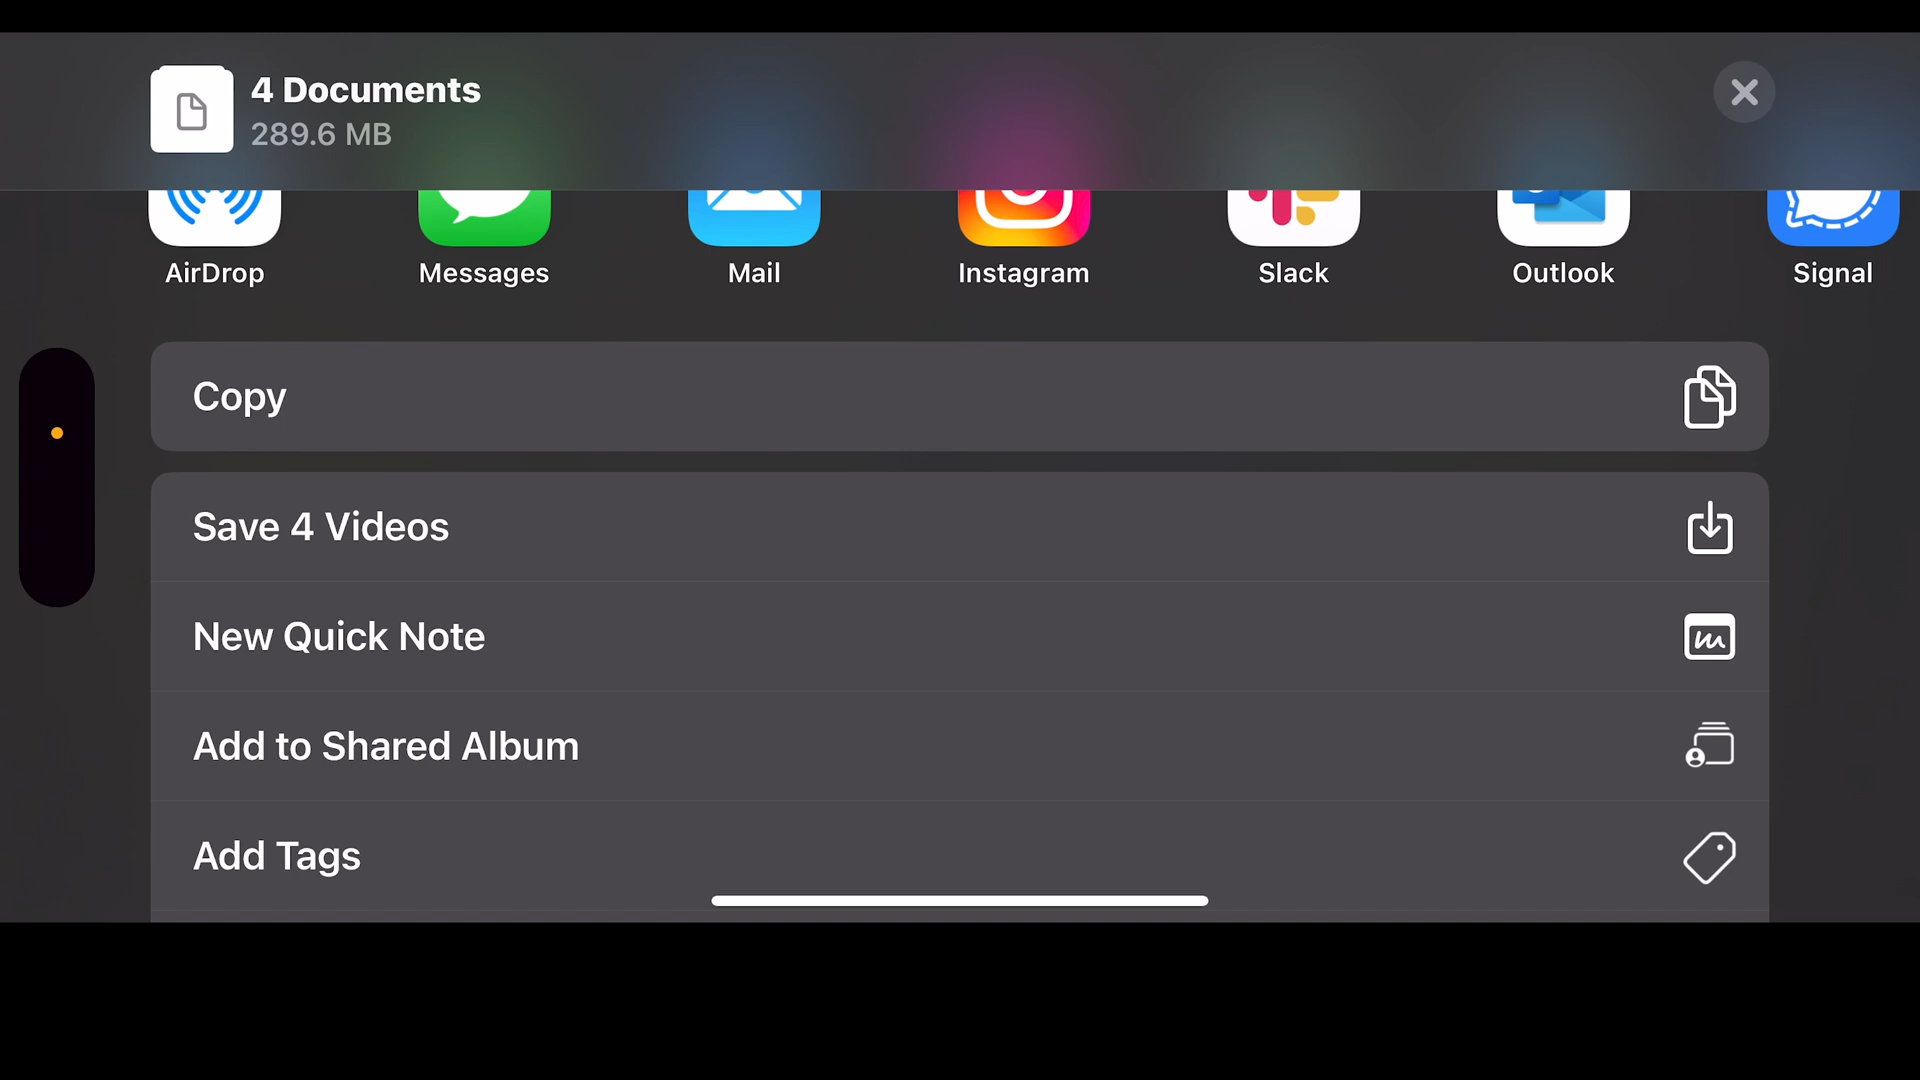 4 Documents
289.6 MB
AirDrop
Messages
Mail
Instagram
Slack
Outlook
Signal
Copy
Save 4 Videos
New Quick Note
Add to Shared Album
Add Tags